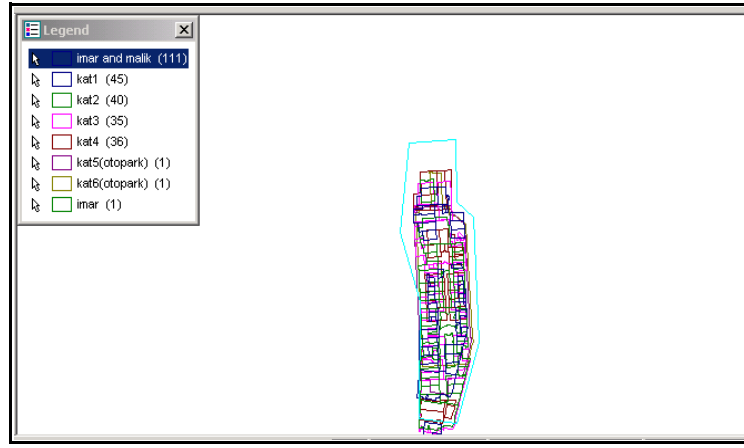 Legend
imar and malik (111)
kat1 (45)
kat2 (40)
kat3 (35)
kat4 (36)
kat5(otopark) (1)
kat6(otopark) (1)
imar (1)